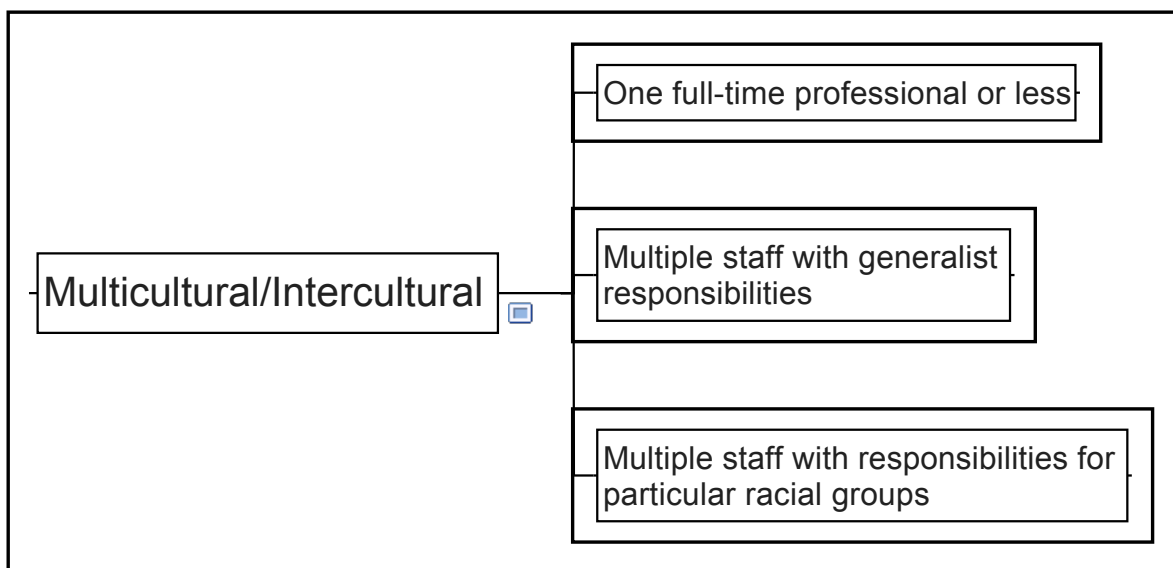 One full-time professional or less
Multicultural/Intercultural
Multiple staff with generalist
responsibilities
Multiple staff with responsibilities for
particular racial groups